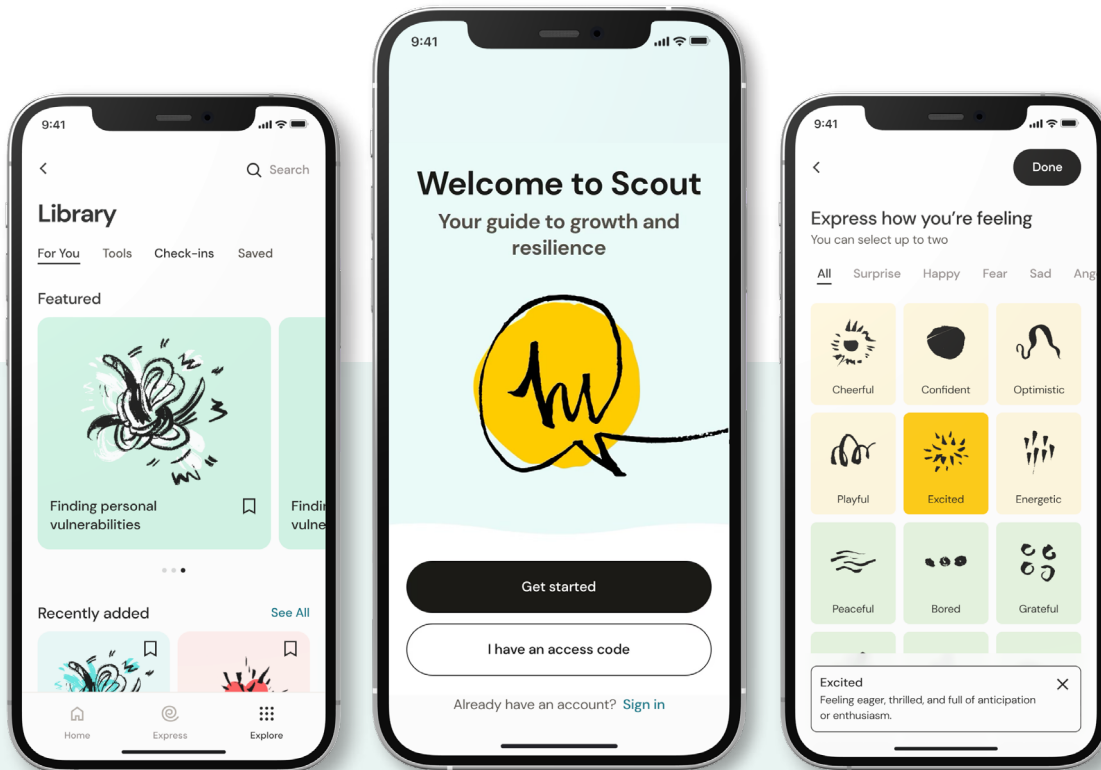 9:41
Search
Library
For You Tools Check-ins Saved
Featured
Finding personal
vulnerabilities
Recently added See All
Home Express Explore
9:41
Welcome to Scout
Your guide to growth and
resilience
hi
Get started
I have an access code
Already have an account? Sign in
9:41
Done
Express how you’re feeling
You can select up to two
All Surprise Happy Fear Sad
Cheerful Confident Optimistic
Playful Excited Energetic
Peaceful Bored Grateful
Excited
Feeling eager, thrilled, and full of anticipation
or enthusiasm.